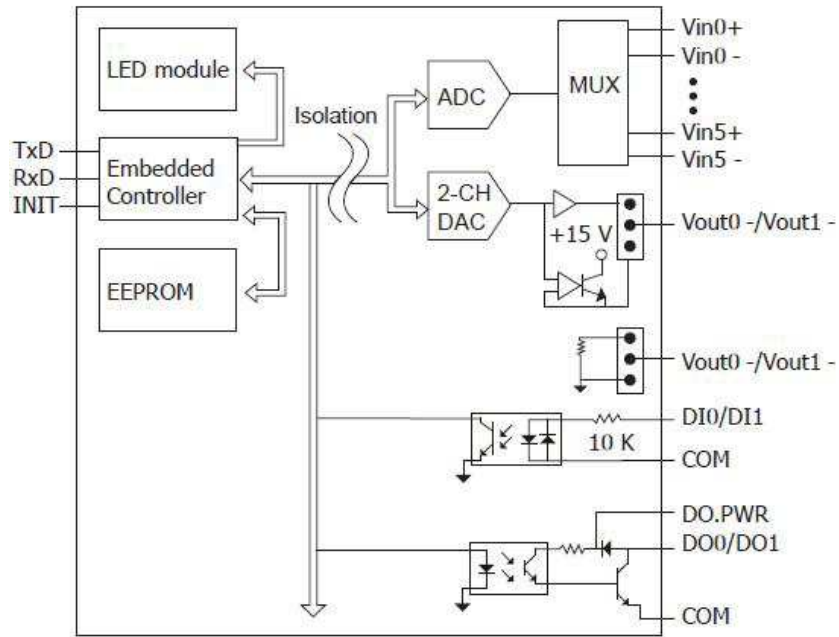 LED module
TxD
RxD
INIT
Embedded
Controller
EEPROM
Isolation
ADC
MUX
Vin0+
Vin0 -
Vin5+
Vin5 -
2-CH
DAC
+15 V
Vout0 -/Vout1 -
Vout0 -/Vout1 -
DI0/DI1
10 K
COM
DO.PWR
DO0/DO1
COM